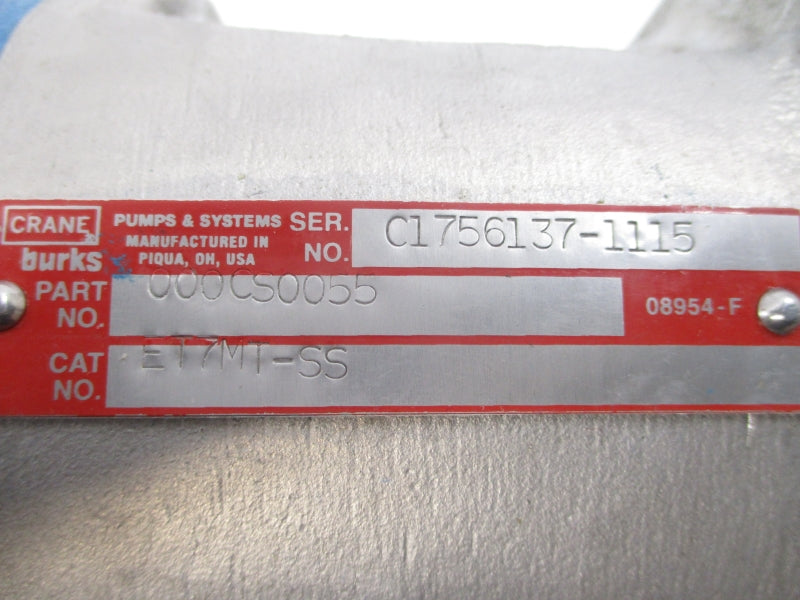 CRANE
burks
PUMPS & SYSTEMS
MANUFACTURED IN
PIQUA, OH, USA
SER.
NO.
C1756137-1115
PART
NO.
000CS0055
08954-F
CAT
NO.
ET7MT-SS